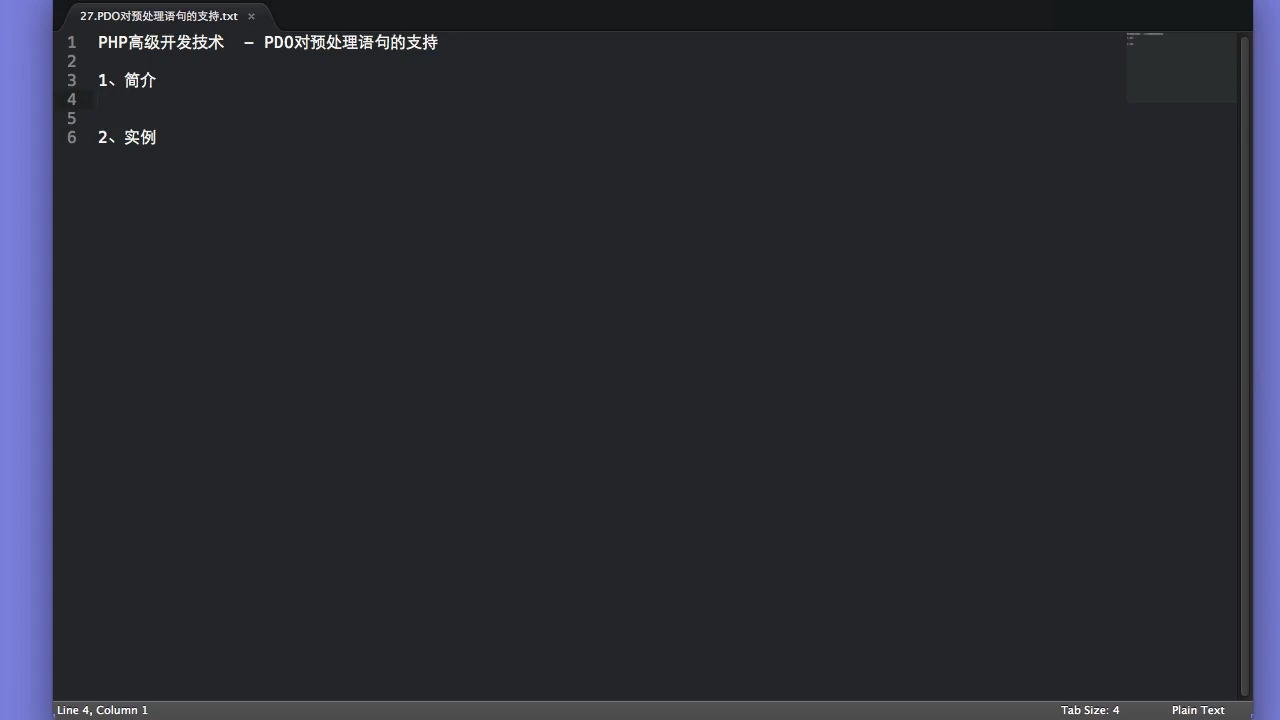 27.PDO对预处理语句的支持.txt ×
1 PHP高级开发技术 – PDO对预处理语句的支持
2
3 1、简介
4
5
6 2、实例
Line 4, Column 1 Tab Size: 4 Plain Text